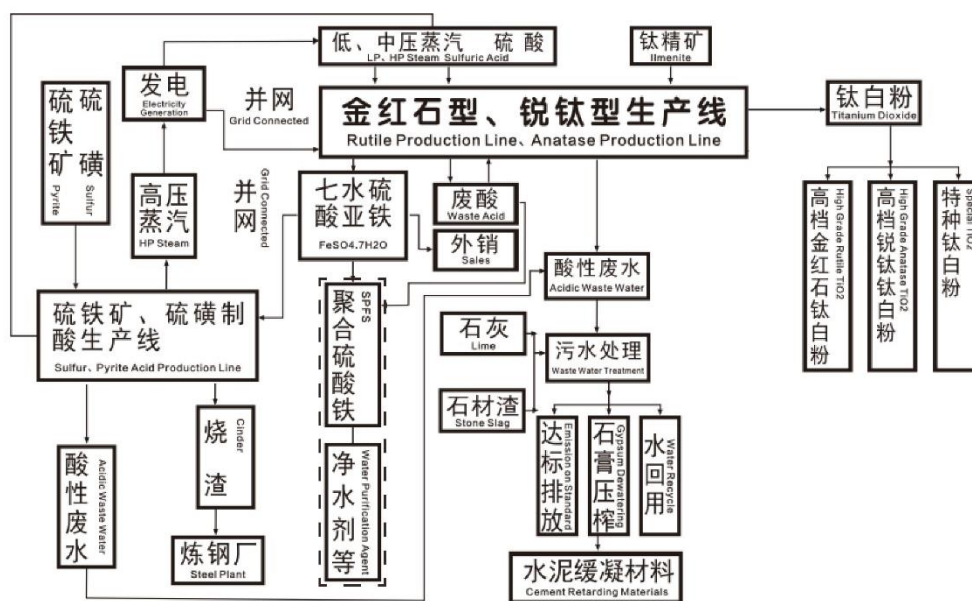 低、中压蒸汽 硫酸
LP、HP Steam Sulfuric Acid
钛精矿
Ilmenite
发电
Electricity
Generation
并网
Grid Connected
硫铁矿
Pyrite
硫磺
Sulfur
金红石型、锐钛型生产线
Rutile Production Line、Anatase Production Line
钛白粉
Titanium Dioxide
高压
蒸汽
HP Steam
并网
Grid Connected
七水硫
酸亚铁
FeSO4.7H2O
废酸
Waste Acid
外销
Sales
高档金红石钛白粉
High Grade Rutile TiO2
高档锐钛钛白粉
High Grade Anatase TiO2
特种钛白粉
Special TiO2
酸性废水
Acidic Waste Water
硫铁矿、硫磺制
酸生产线
Sulfur、Pyrite Acid Production Line
聚合硫酸铁
SPFS
石灰
Lime
污水处理
Waste Water Treatment
石材渣
Stone Slag
酸性废水
Acidic Waste Water
烧渣
Cinder
净水剂等
Water Purification Agent
达标排放
Emission on Standard
石膏压榨
Gypsum Dewatering
水回用
Water Recycle
炼钢厂
Steel Plant
水泥缓凝材料
Cement Retarding Materials